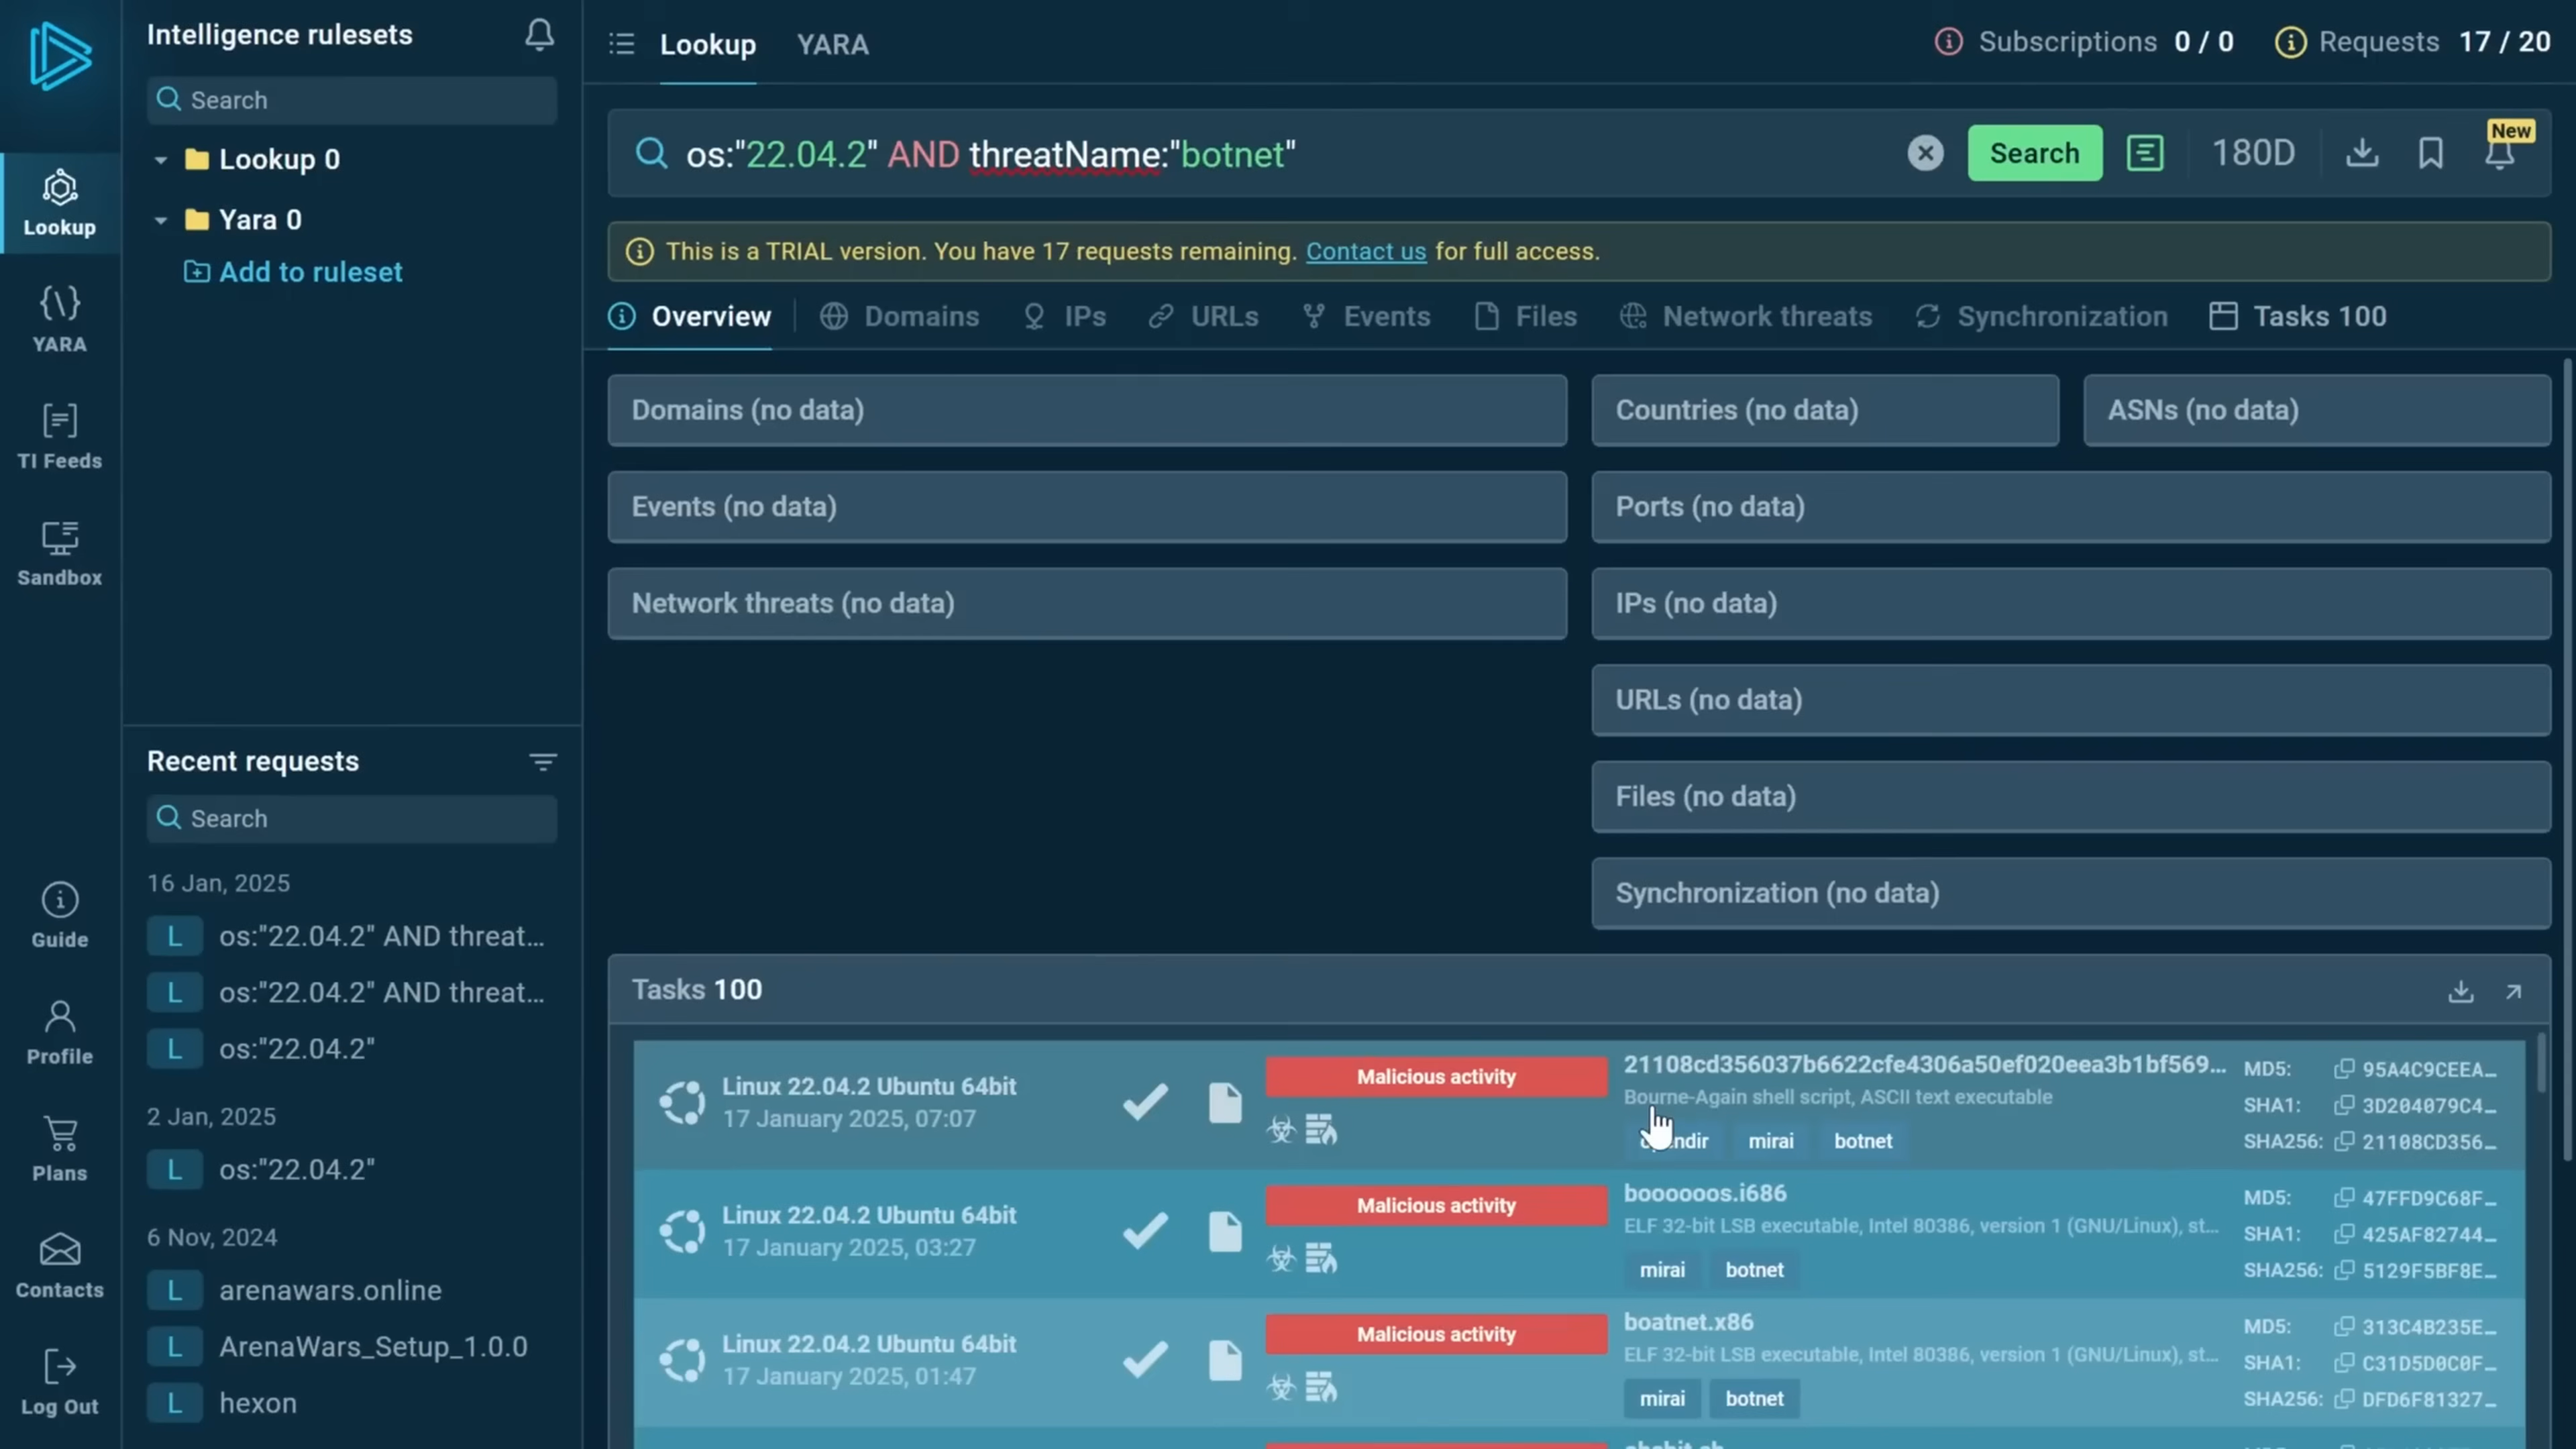 Intelligence rulesets
Search
Lookup 0
Yara 0
Add to ruleset
Lookup
YARA
TI Feeds
Sandbox
Guide
Profile
Plans
Contacts
Log Out
Recent requests
Search
16 Jan, 2025
L os:"22.04.2" AND threat...
L os:"22.04.2" AND threat...
L os:"22.04.2"
2 Jan, 2025
L os:"22.04.2"
6 Nov, 2024
L arenawars.online
L ArenaWars_Setup_1.0.0
L hexon
Lookup YARA
Subscriptions 0 / 0 Requests 17 / 20
os:"22.04.2" AND threatName:"botnet"
Search 180D New
This is a TRIAL version. You have 17 requests remaining. Contact us for full access.
Overview Domains IPs URLs Events Files Network threats Synchronization Tasks 100
Domains (no data)
Countries (no data)
ASNs (no data)
Events (no data)
Ports (no data)
Network threats (no data)
IPs (no data)
URLs (no data)
Files (no data)
Synchronization (no data)
Tasks 100
Linux 22.04.2 Ubuntu 64bit
17 January 2025, 07:07
Malicious activity
21108cd356037b6622cfe4306a50ef020eea3b1bf569...
Bourne-Again shell script, ASCII text executable
mirai botnet
MD5: 95A4C9CEEA...
SHA1: 3D204079C4...
SHA256: 21108CD356...
Linux 22.04.2 Ubuntu 64bit
17 January 2025, 03:27
Malicious activity
boooooos.i686
ELF 32-bit LSB executable, Intel 80386, version 1 (GNU/Linux), st...
mirai botnet
MD5: 47FFD9C68F...
SHA1: 425AF82744...
SHA256: 5129F5BF8E...
Linux 22.04.2 Ubuntu 64bit
17 January 2025, 01:47
Malicious activity
boatnet.x86
ELF 32-bit LSB executable, Intel 80386, version 1 (GNU/Linux), st...
mirai botnet
MD5: 313C4B235E...
SHA1: C31D5D0C0F...
SHA256: DFD6F81327...